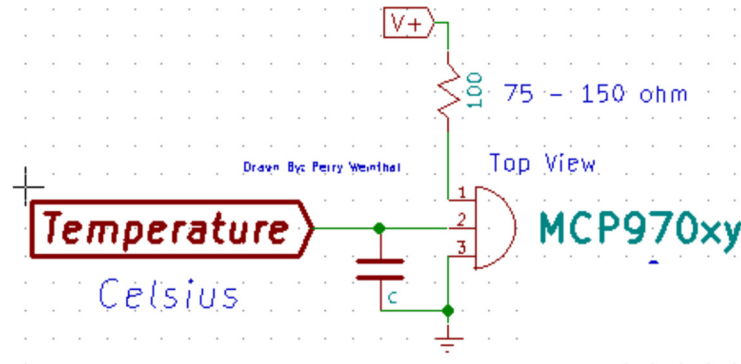 V+
100
75 - 150 ohm
Drawn By: Perry Weinthal
Top View
1
2
3
MCP970xy
Temperature
C
Celsius